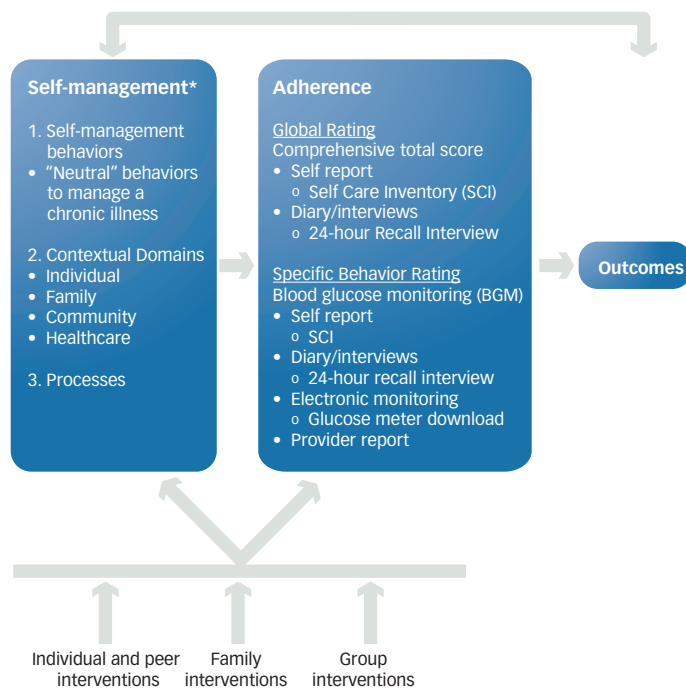 Self-management*
1. Self-management
behaviors
• “Neutral” behaviors
to manage a
chronic illness
2. Contextual Domains
• Individual
• Family
• Community
• Healthcare
3. Processes
Adherence
Global Rating
Comprehensive total score
• Self report
o Self Care Inventory (SCI)
• Diary/interviews
o 24-hour Recall Interview
Specific Behavior Rating
Blood glucose monitoring (BGM)
• Self report
o SCI
• Diary/interviews
o 24-hour recall interview
• Electronic monitoring
o Glucose meter download
• Provider report
Outcomes
Individual and peer
interventions
Family
interventions
Group
interventions